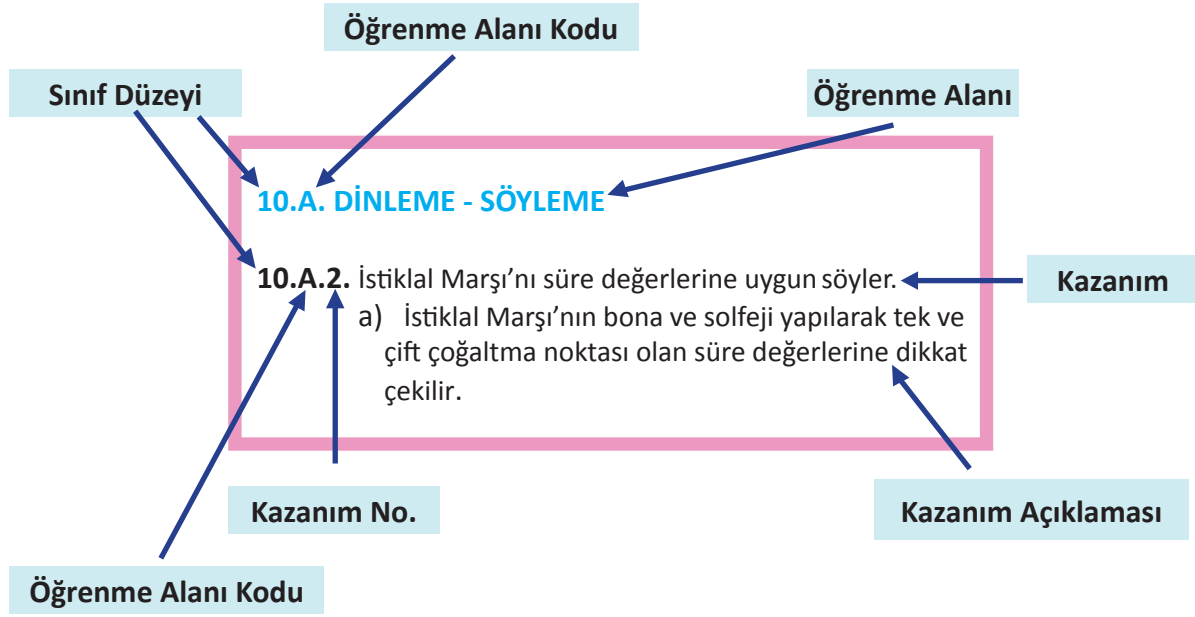 Öğrenme Alanı Kodu
Sınıf Düzeyi
Öğrenme Alanı
10.A. DİNLEME - SÖYLEME
10.A.2. İstiklal Marşı’nı süre değerlerine uygun söyler.
Kazanım
a) İstiklal Marşı’nın bona ve solfeji yapılarak tek ve
çift çoğaltma noktası olan süre değerlerine dikkat
çekilir.
Kazanım No.
Kazanım Açıklaması
Öğrenme Alanı Kodu